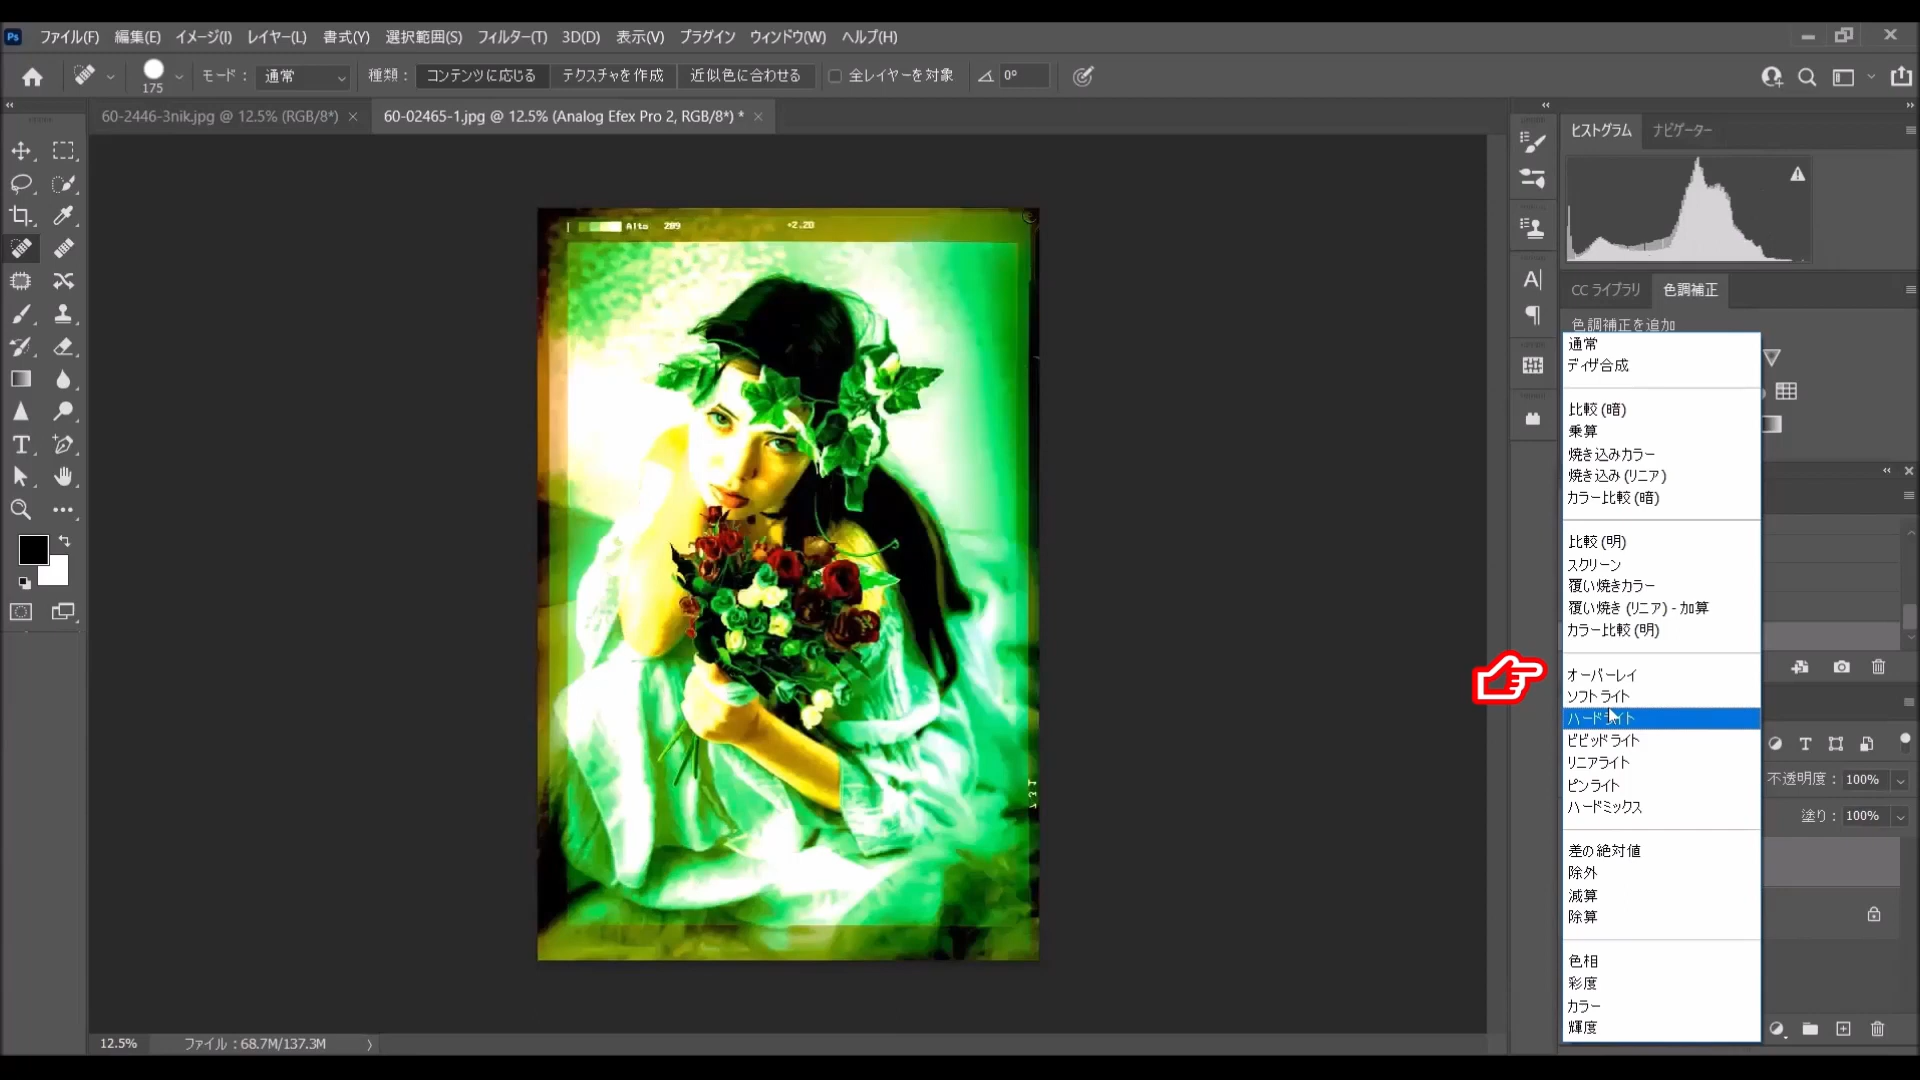 Ps ファイル(F) 編集(E) イメージ(I) レイヤー(L) 書式(Y) 選択範囲(S) フィルター(T) 3D(D) 表示(V) プラグイン ウィンドウ(W) ヘルプ(H)
175 モード： 通常 種類： コンテンツに応じる テクスチャを作成 近似色に合わせる 全レイヤーを対象 0°
60-2446-3nik.jpg @ 12.5% (RGB/8*) × 60-02465-1.jpg @ 12.5% (Analog Efex Pro 2, RGB/8*) * ×
ヒストグラム ナビゲーター
Alta 209 +2.20
CC ライブラリ 色調補正
色調補正を追加
通常
ディザ合成
比較 (暗)
乗算
焼き込みカラー
焼き込み (リニア)
カラー比較 (暗)
比較 (明)
スクリーン
覆い焼きカラー
覆い焼き (リニア) - 加算
カラー比較 (明)
オーバーレイ
ソフトライト
ハードライト
ビビッドライト
リニアライト
ピンライト
ハードミックス
差の絶対値
除外
減算
除算
色相
彩度
カラー
輝度
不透明度： 100%
塗り： 100%
12.5% ファイル：68.7M/137.3M